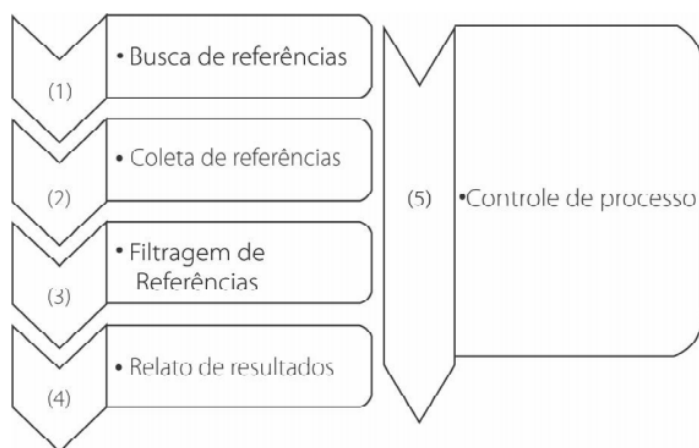 (1)
• Busca de referências
(2)
• Coleta de referências
(3)
• Filtragem de
Referências
(4)
• Relato de resultados
(5)
•Controle de processo